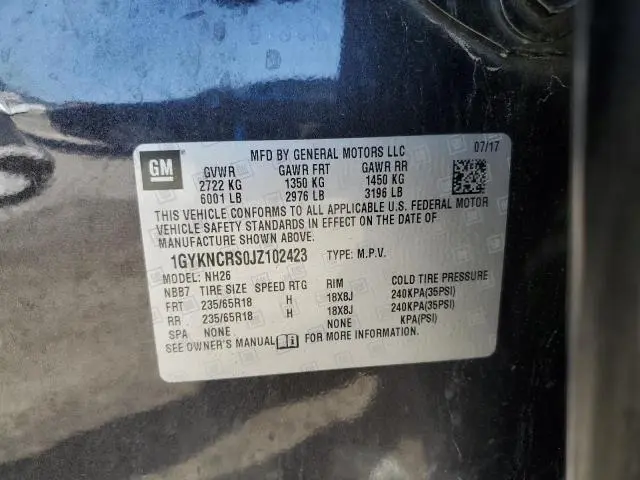 MFD BY GENERAL MOTORS LLC 07/17
GM
GVWR GAWR FRT GAWR RR
2722 KG 1350 KG 1450 KG
6001 LB 2976 LB 3196 LB
THIS VEHICLE CONFORMS TO ALL APPLICABLE U.S. FEDERAL MOTOR
VEHICLE SAFETY STANDARDS IN EFFECT ON THE DATE OF
MANUFACTURE SHOWN ABOVE.
1GYKNCRS0JZ102423 TYPE: M.P.V.
MODEL: NH26
NBB7 TIRE SIZE SPEED RTG RIM COLD TIRE PRESSURE
FRT 235/65R18 H 18X8J 240KPA(35PSI)
RR 235/65R18 H 18X8J 240KPA(35PSI)
SPA NONE NONE KPA(PSI)
SEE OWNER'S MANUAL FOR MORE INFORMATION.